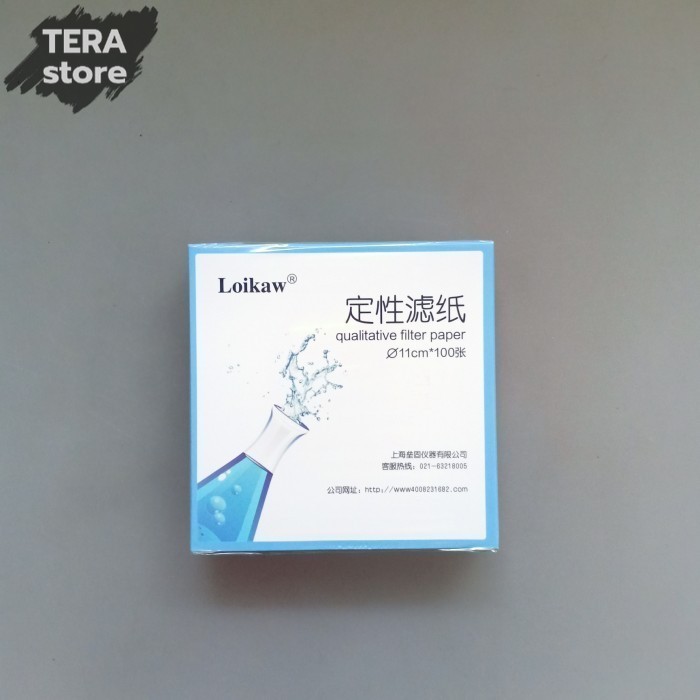 TERA
store
Loikaw®
定性滤纸
qualitative filter paper
∅11cm*100张
上海垒固仪器有限公司
客服热线：021-63218005
公司网址：http://www4008231682.com